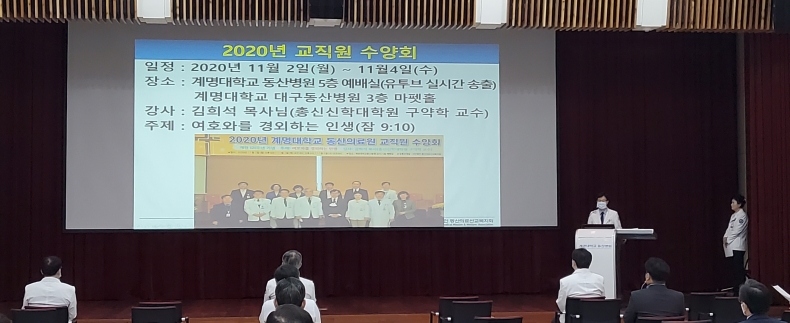 2020년 교직원 수양회
일정 : 2020년 11월 2일(월) ~ 11월4일(수)
장소 : 계명대학교 동산병원 5층 예배실(유투브 실시간 송출)
계명대학교 대구동산병원 3층 마펫홀
강사 : 김희석 목사님(총신신학대학원 구약학 교수)
주제 : 여호와를 경외하는 인생(잠 9:10)
2020년 계명대학교 동산의료원 교직원 수양회